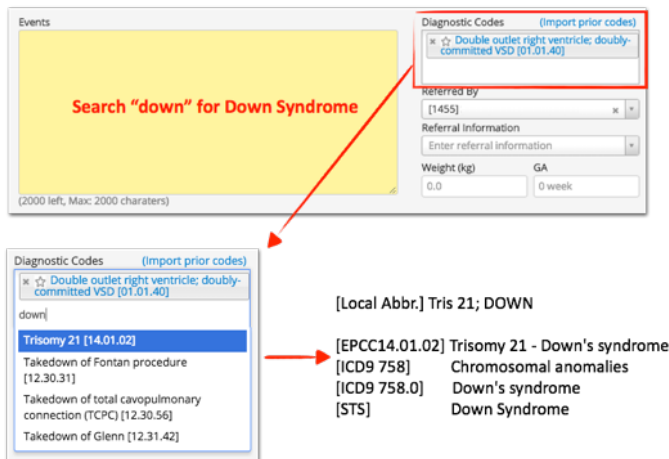 Events
Diagnostic Codes (Import prior codes)
× ☆ Double outlet right ventricle; doubly-
committed VSD [01.01.40]
Search “down” for Down Syndrome
Referred By
[1455] ×
Referral Information
Enter referral information
Weight (kg) GA
0.0 0 week
(2000 left, Max: 2000 charaters)
Diagnostic Codes (Import prior codes)
× ☆ Double outlet right ventricle; doubly-
committed VSD [01.01.40]
down
Trisomy 21 [14.01.02]
Takedown of Fontan procedure
[12.30.31]
Takedown of total cavopulmonary
connection (TCPC) [12.30.56]
Takedown of Glenn [12.31.42]
[Local Abbr.] Tris 21; DOWN
[EPCC14.01.02] Trisomy 21 - Down's syndrome
[ICD9 758] Chromosomal anomalies
[ICD9 758.0] Down's syndrome
[STS] Down Syndrome